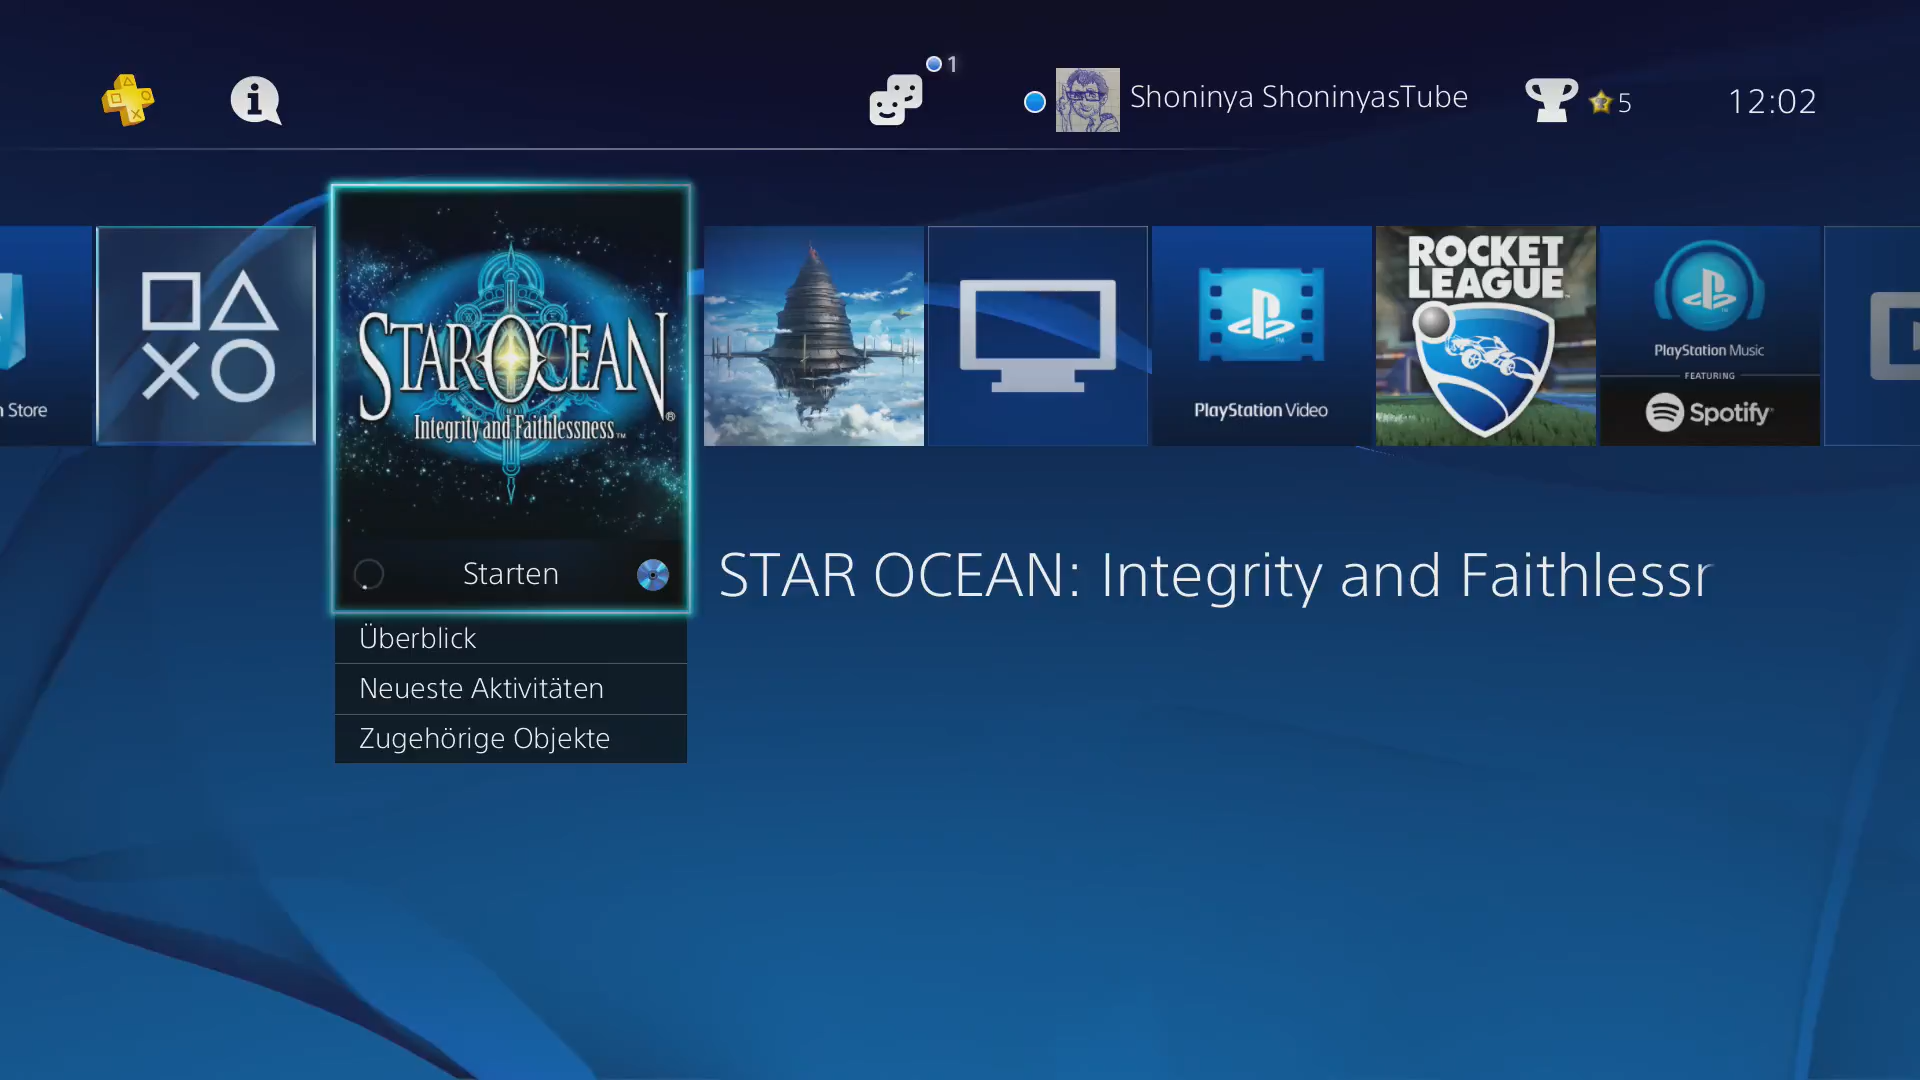 1
Shoninya ShoninyasTube
5
12:02
Store
STAR OCEAN
Integrity and Faithlessness™
PlayStation Video
ROCKET
LEAGUE
PlayStation Music
FEATURING
Spotify
Starten
STAR OCEAN: Integrity and Faithlessr
Überblick
Neueste Aktivitäten
Zugehörige Objekte